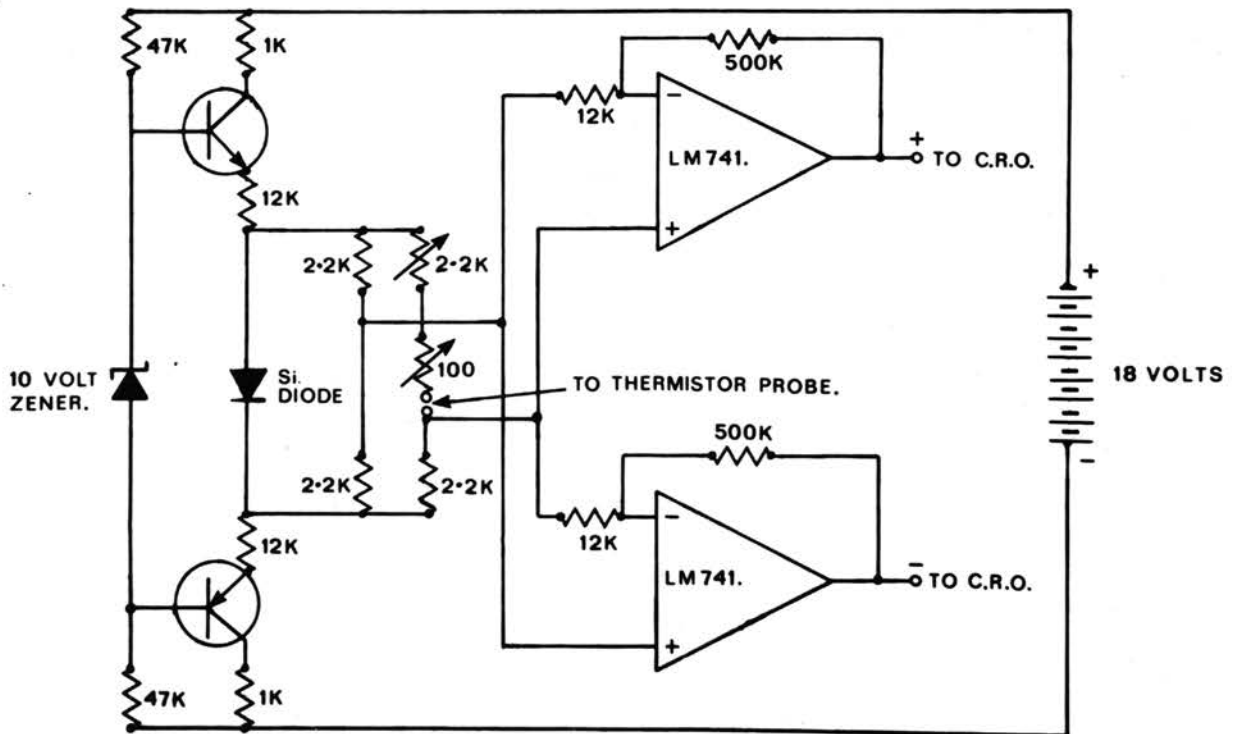 47K
1K
500K
12K
LM741.
+
TO C.R.O.
−
+
12K
2·2K
2·2K
100
10 VOLT
ZENER.
Si.
DIODE
TO THERMISTOR PROBE.
+
18 VOLTS
−
2·2K
2·2K
500K
12K
12K
LM741.
−
TO C.R.O.
−
+
47K
1K